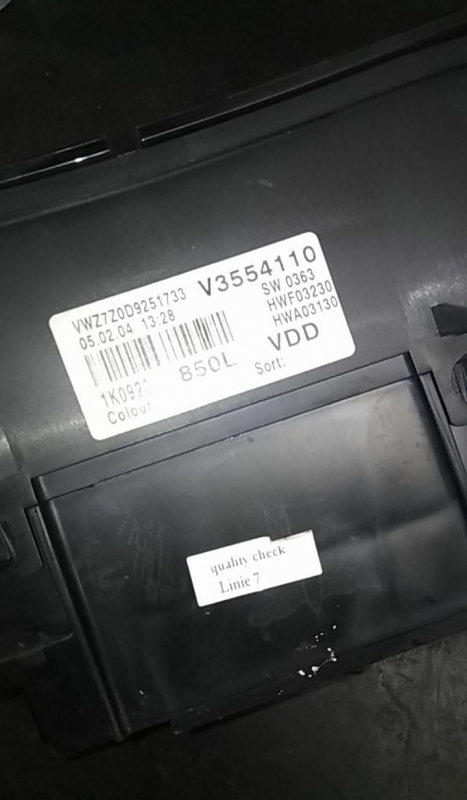 VWZ7Z0D9251733 V3554110
05.02.04 13:28 SW 0363
HWF03230
HWA03130
1K0920 850L VDD
Colour Sort:
quality check
Linie 7